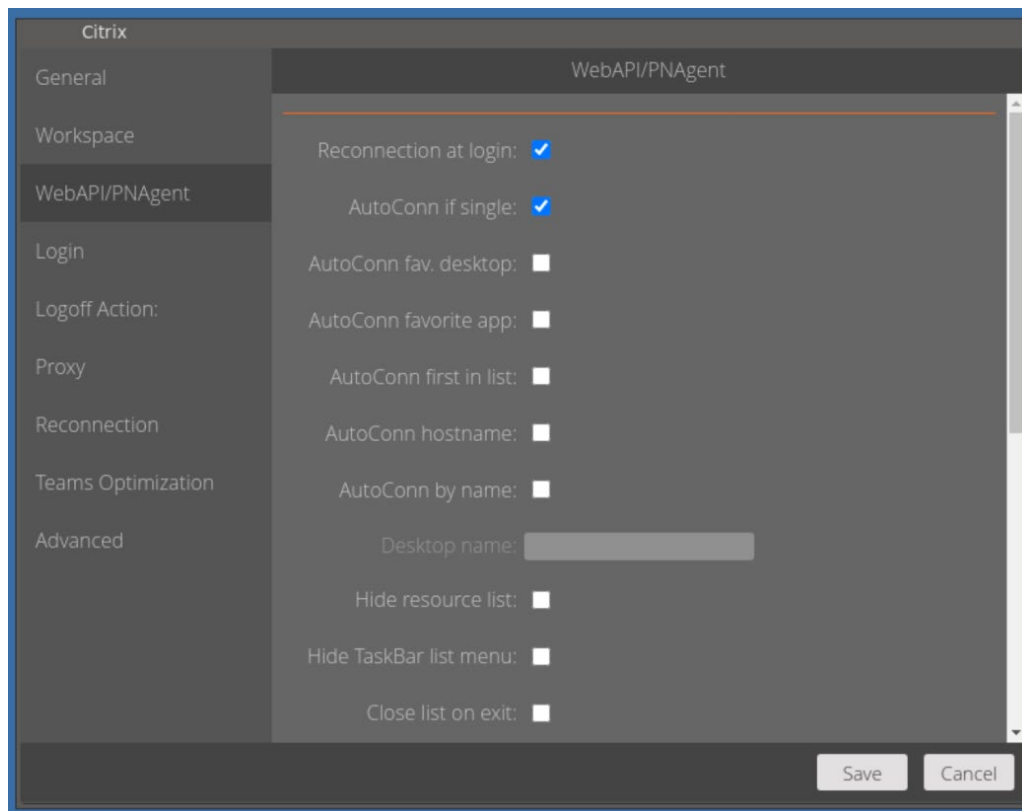 Citrix
General
Workspace
WebAPI/PNAgent
Login
Logoff Action:
Proxy
Reconnection
Teams Optimization
Advanced
WebAPI/PNAgent
Reconnection at login:
AutoConn if single:
AutoConn fav. desktop:
AutoConn favorite app:
AutoConn first in list:
AutoConn hostname:
AutoConn by name:
Desktop name:
Hide resource list:
Hide TaskBar list menu:
Close list on exit:
Save
Cancel